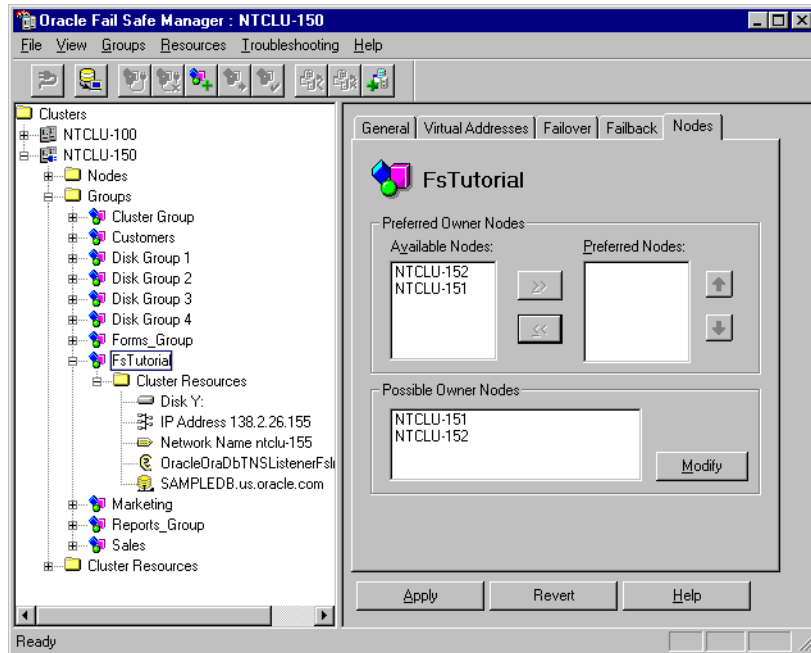 Oracle Fail Safe Manager : NTCLU-150
File View Groups Resources Troubleshooting Help
Clusters
NTCLU-100
NTCLU-150
Nodes
Groups
Cluster Group
Customers
Disk Group 1
Disk Group 2
Disk Group 3
Disk Group 4
Forms_Group
FsTutorial
Cluster Resources
Disk Y:
IP Address 138.2.26.155
Network Name ntclu-155
OracleOraDbTNSListenerFslr
SAMPLEDB.us.oracle.com
Marketing
Reports_Group
Sales
Cluster Resources
General Virtual Addresses Failover Failback Nodes
FsTutorial
Preferred Owner Nodes
Available Nodes: Preferred Nodes:
NTCLU-152
NTCLU-151
>>
<<
Possible Owner Nodes
NTCLU-151
NTCLU-152
Modify
Apply Revert Help
Ready